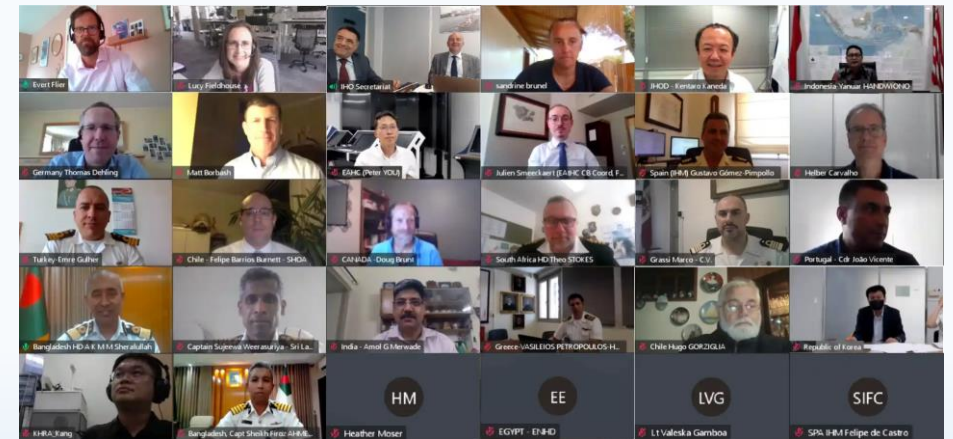 Evert Flier
Lucy Fieldhouse
IHO Secretariat
sandrine brunel
JHOD - Kentaro Kaneda
Indonesia-Yanuar HANDWIONO
Germany Thomas Dehling
Matt Borbash
EAHC (Peter YOU)
Julien Smeeckaert (EAtHC CB Coord, F...
Spain (IHM) Gustavo Gómez-Pimpollo
Helber Carvalho
Turkey-Emre Gulher
Chile - Felipe Barrios Burnett - SHOA
CANADA -Doug Brunt
South Africa HD Theo STOKES
Grassi Marco - C.V.
Portugal - Cdr João Vicente
Bangladesh HD-A K M M Sherafullah
Captain Sujeewa Weerasuriya - Sri La...
India - Amol G Merwade
Greece-VASILEIOS PETROPOULOS-H...
Chile Hugo GORZIGLIA
Republic of Korea
KHRA_Kang
Bangladesh, Capt Sheikh Firoz AHME...
HM
Heather Moser
EE
EGYPT - ENHD
LVG
Lt Valeska Gamboa
SIFC
SPA IHM Felipe de Castro